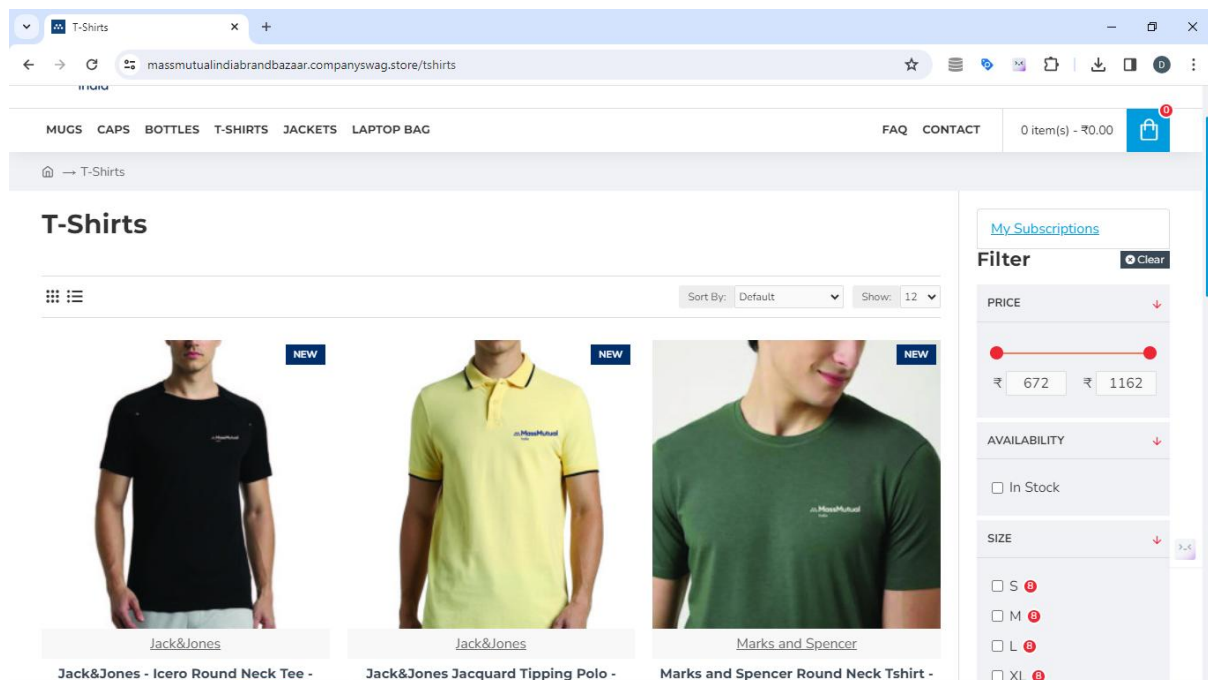 T-Shirts
massmutualindiabrandbazaar.companyswag.store/tshirts
D
0
MUGS CAPS BOTTLES T-SHIRTS JACKETS LAPTOP BAG FAQ CONTACT 0 item(s) - ₹0.00
→ T-Shirts
T-Shirts
My Subscriptions
Filter Clear
Sort By: Default Show: 12
PRICE
NEW NEW NEW
₹ 672 ₹ 1162
MassMutual
MassMutual
MassMutual
AVAILABILITY
In Stock
SIZE
S 8
M 8
L 8
XL 8
Jack&Jones Jack&Jones Marks and Spencer
Jack&Jones - Icero Round Neck Tee - Jack&Jones Jacquard Tipping Polo - Marks and Spencer Round Neck Tshirt -